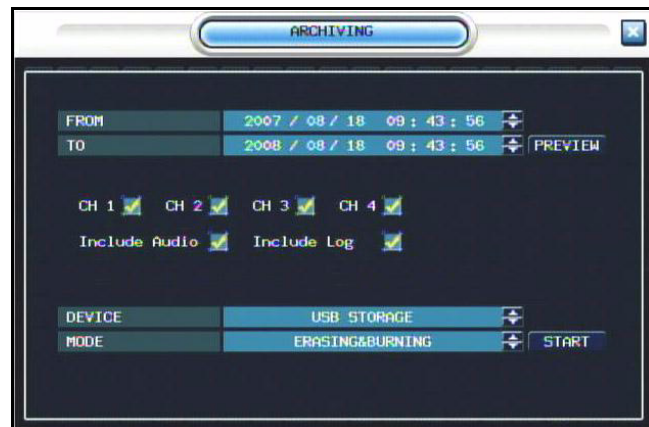 ARCHIVING
FROM 2007 / 08 / 18 09 : 43 : 56
TO 2008 / 08 / 18 09 : 43 : 56 PREVIEW
CH 1 CH 2 CH 3 CH 4
Include Audio Include Log
DEVICE USB STORAGE
MODE ERASING&BURNING START